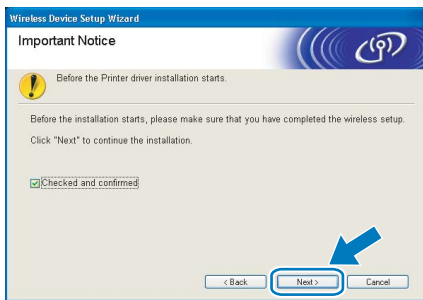 Wireless Device Setup Wizard
Important Notice
Before the Printer driver installation starts.
Before the installation starts, please make sure that you have completed the wireless setup.
Click "Next" to continue the installation.
Checked and confirmed
< Back Next > Cancel